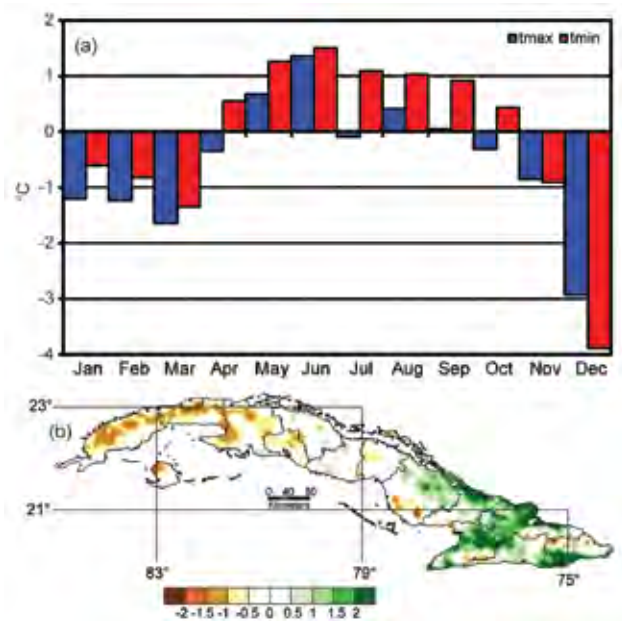 2
(a)
tmax tmin
1
0
°C
-1
-2
-3
-4
Jan Feb Mar Apr May Jun Jul Aug Sep Oct Nov Dec
23°
(b)
21°
0 40 80
Kilometers
83° 79° 75°
-2 -1.5 -1 -0.5 0 0.5 1 1.5 2